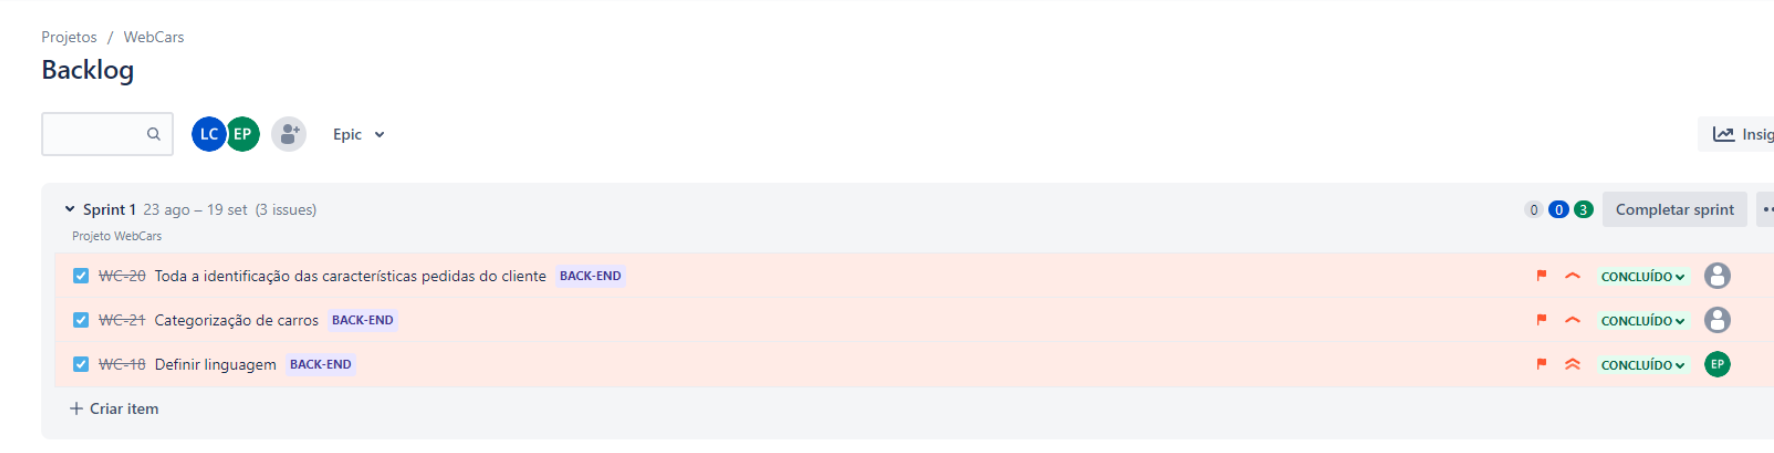 Projetos / WebCars
Backlog
LC EP Epic
Insig
Sprint 1 23 ago – 19 set (3 issues) 0 0 3 Completar sprint
Projeto WebCars
WC-20 Toda a identificação das características pedidas do cliente BACK-END CONCLUÍDO
WC-21 Categorização de carros BACK-END CONCLUÍDO
WC-18 Definir linguagem BACK-END CONCLUÍDO EP
+ Criar item